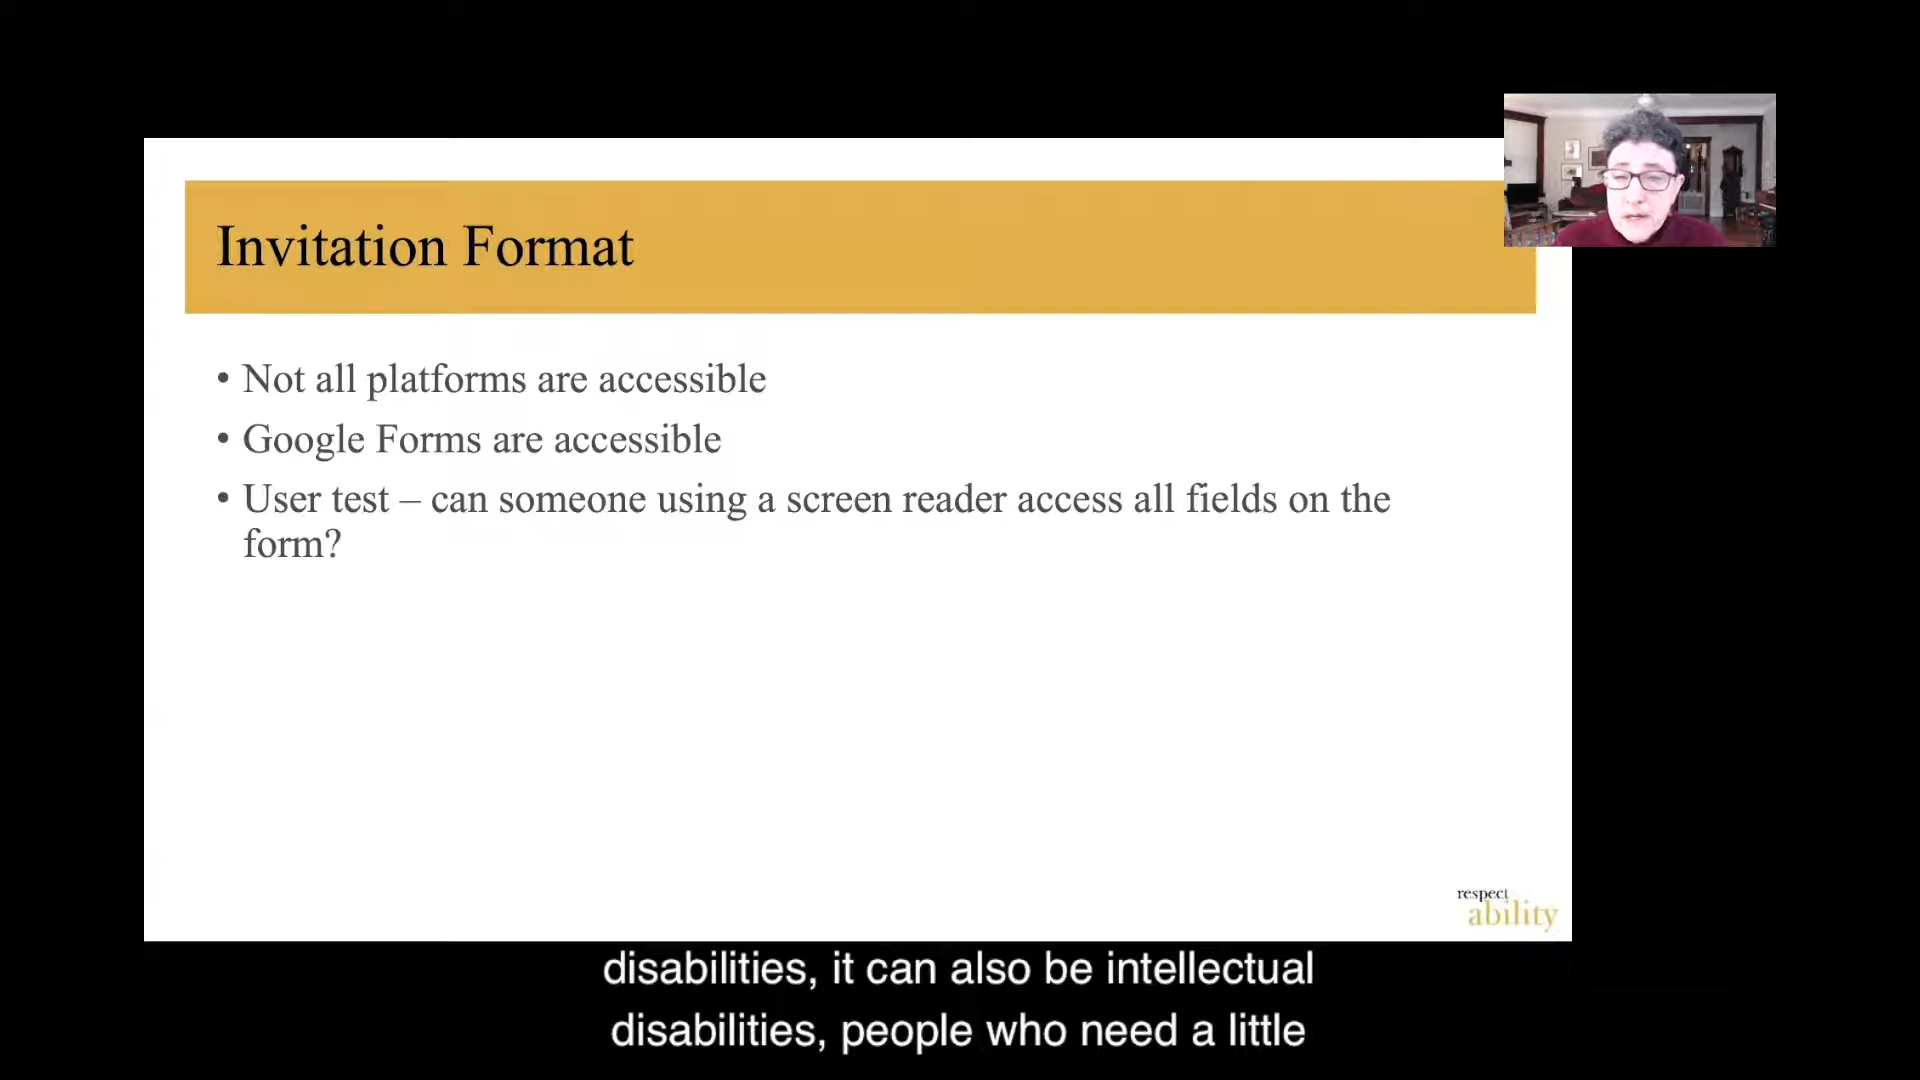 Invitation Format
• Not all platforms are accessible
• Google Forms are accessible
• User test – can someone using a screen reader access all fields on the
form?
respect
ability
disabilities, it can also be intellectual
disabilities, people who need a little